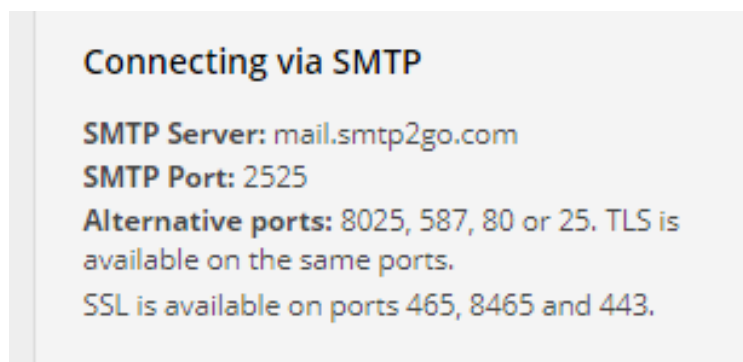 Connecting via SMTP
SMTP Server: mail.smtp2go.com
SMTP Port: 2525
Alternative ports: 8025, 587, 80 or 25. TLS is
available on the same ports.
SSL is available on ports 465, 8465 and 443.